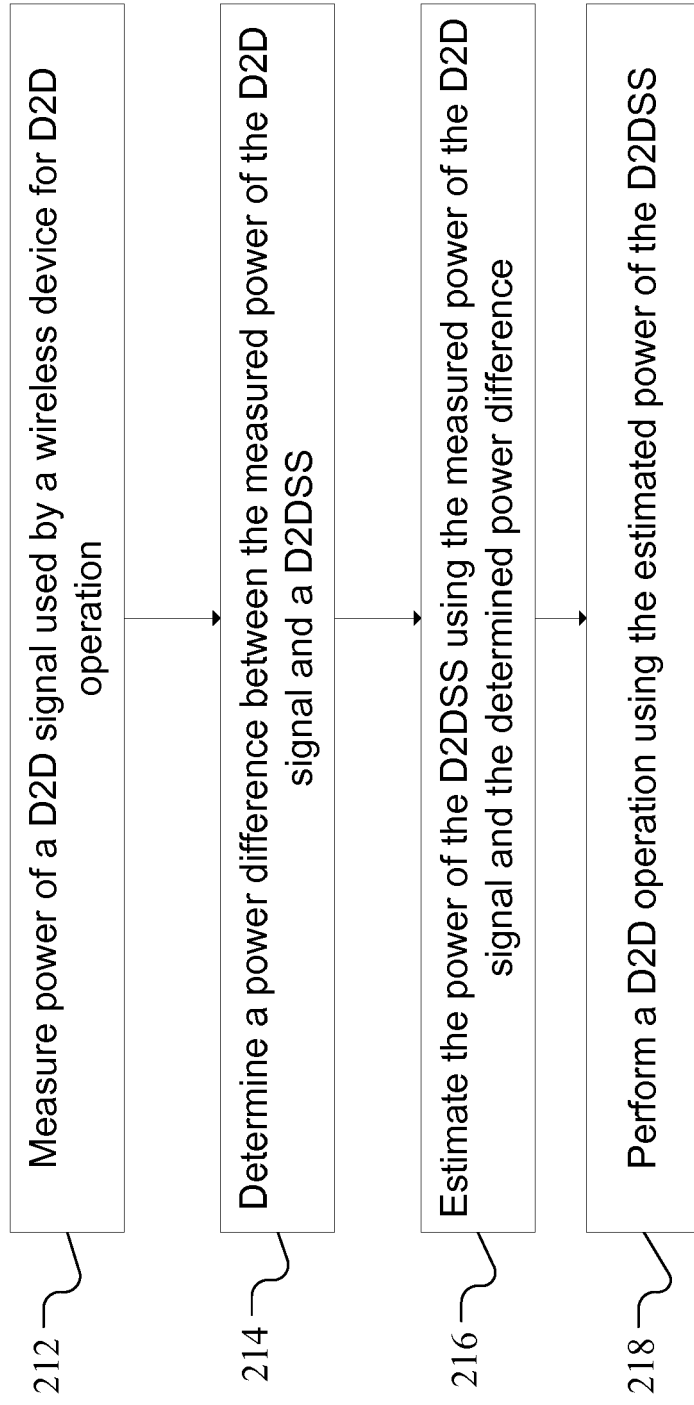 212
Measure power of a D2D signal used by a wireless device for D2D
operation
214
Determine a power difference between the measured power of the D2D
signal and a D2DSS
216
Estimate the power of the D2DSS using the measured power of the D2D
signal and the determined power difference
218
Perform a D2D operation using the estimated power of the D2DSS